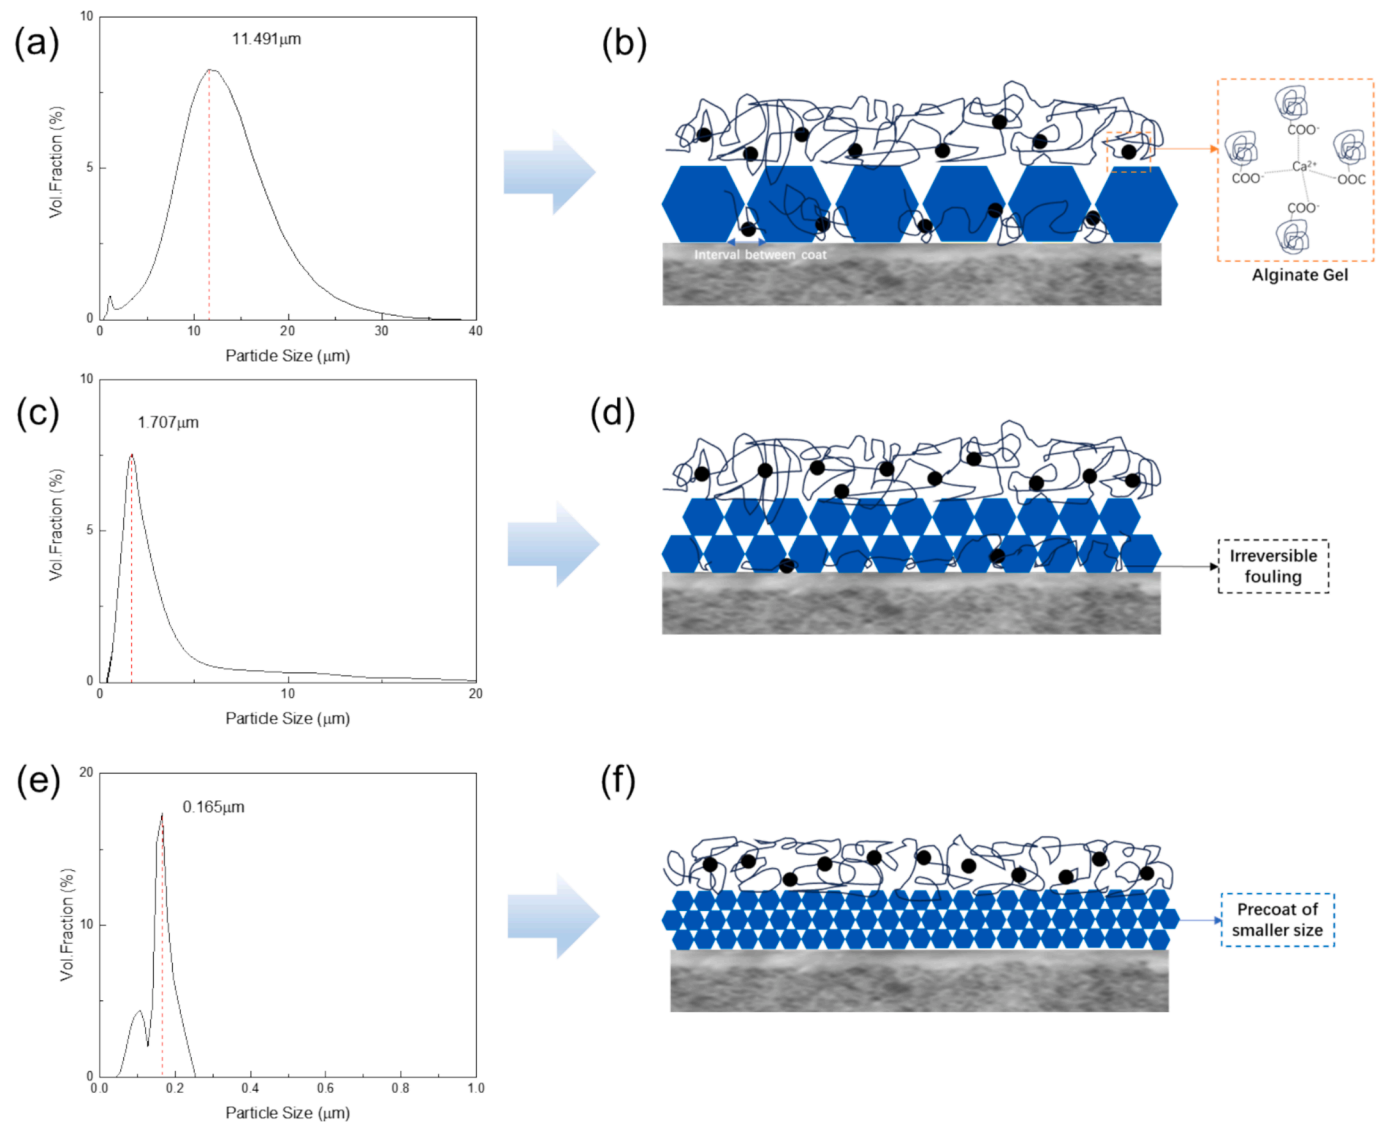 (a)
10
5
0
0
10
20
30
40
Vol.Fraction (%)
Particle Size (μm)
11.491μm
(b)
Interval between coat
COO⁻
COO⁻
Ca²⁺
OOC
COO⁻
Alginate Gel
(c)
10
5
0
0
10
20
Vol.Fraction (%)
Particle Size (μm)
1.707μm
(d)
Irreversible
fouling
(e)
20
10
0
0.0
0.2
0.4
0.6
0.8
1.0
Vol.Fraction (%)
Particle Size (μm)
0.165μm
(f)
Precoat of
smaller size